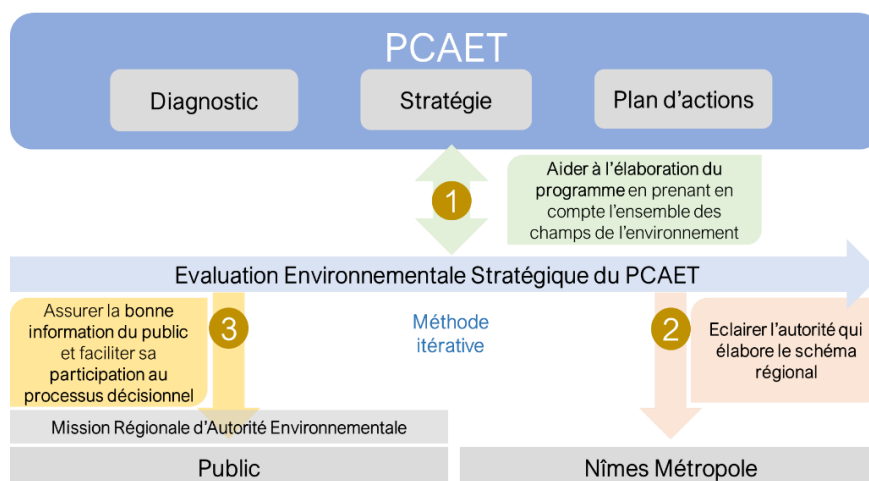 PCAET
Diagnostic
Stratégie
Plan d'actions
1
Aider à l'élaboration du
programme en prenant en
compte l'ensemble des
champs de l'environnement
Evaluation Environnementale Stratégique du PCAET
Assurer la bonne
information du public
et faciliter sa
participation au
processus décisionnel
3
Méthode
itérative
2
Eclairer l'autorité qui
élabore le schéma
régional
Mission Régionale d'Autorité Environnementale
Public
Nîmes Métropole